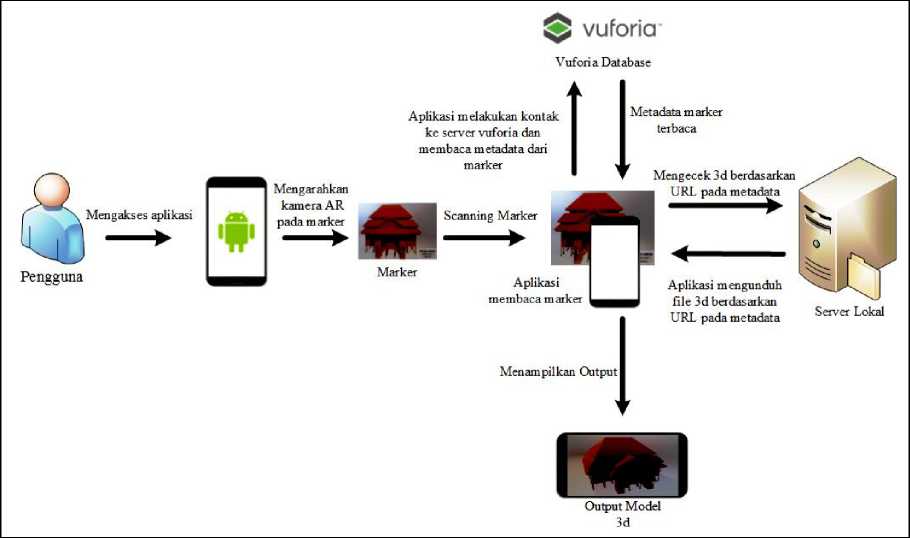 vuforia™
Vuforia Database
Aplikasi melakukan kontak
ke server vuforia dan
membaca metadata dari
marker
Metadata marker
terbaca
Mengakses aplikasi
Pengguna
Mengarahkan
kamera AR
pada marker
Marker
Scanning Marker
Aplikasi
membaca marker
Mengecek 3d berdasarkan
URL pada metadata
Aplikasi mengunduh
file 3d berdasarkan
URL pada metadata
Server Lokal
Menampilkan Output
Output Model
3d